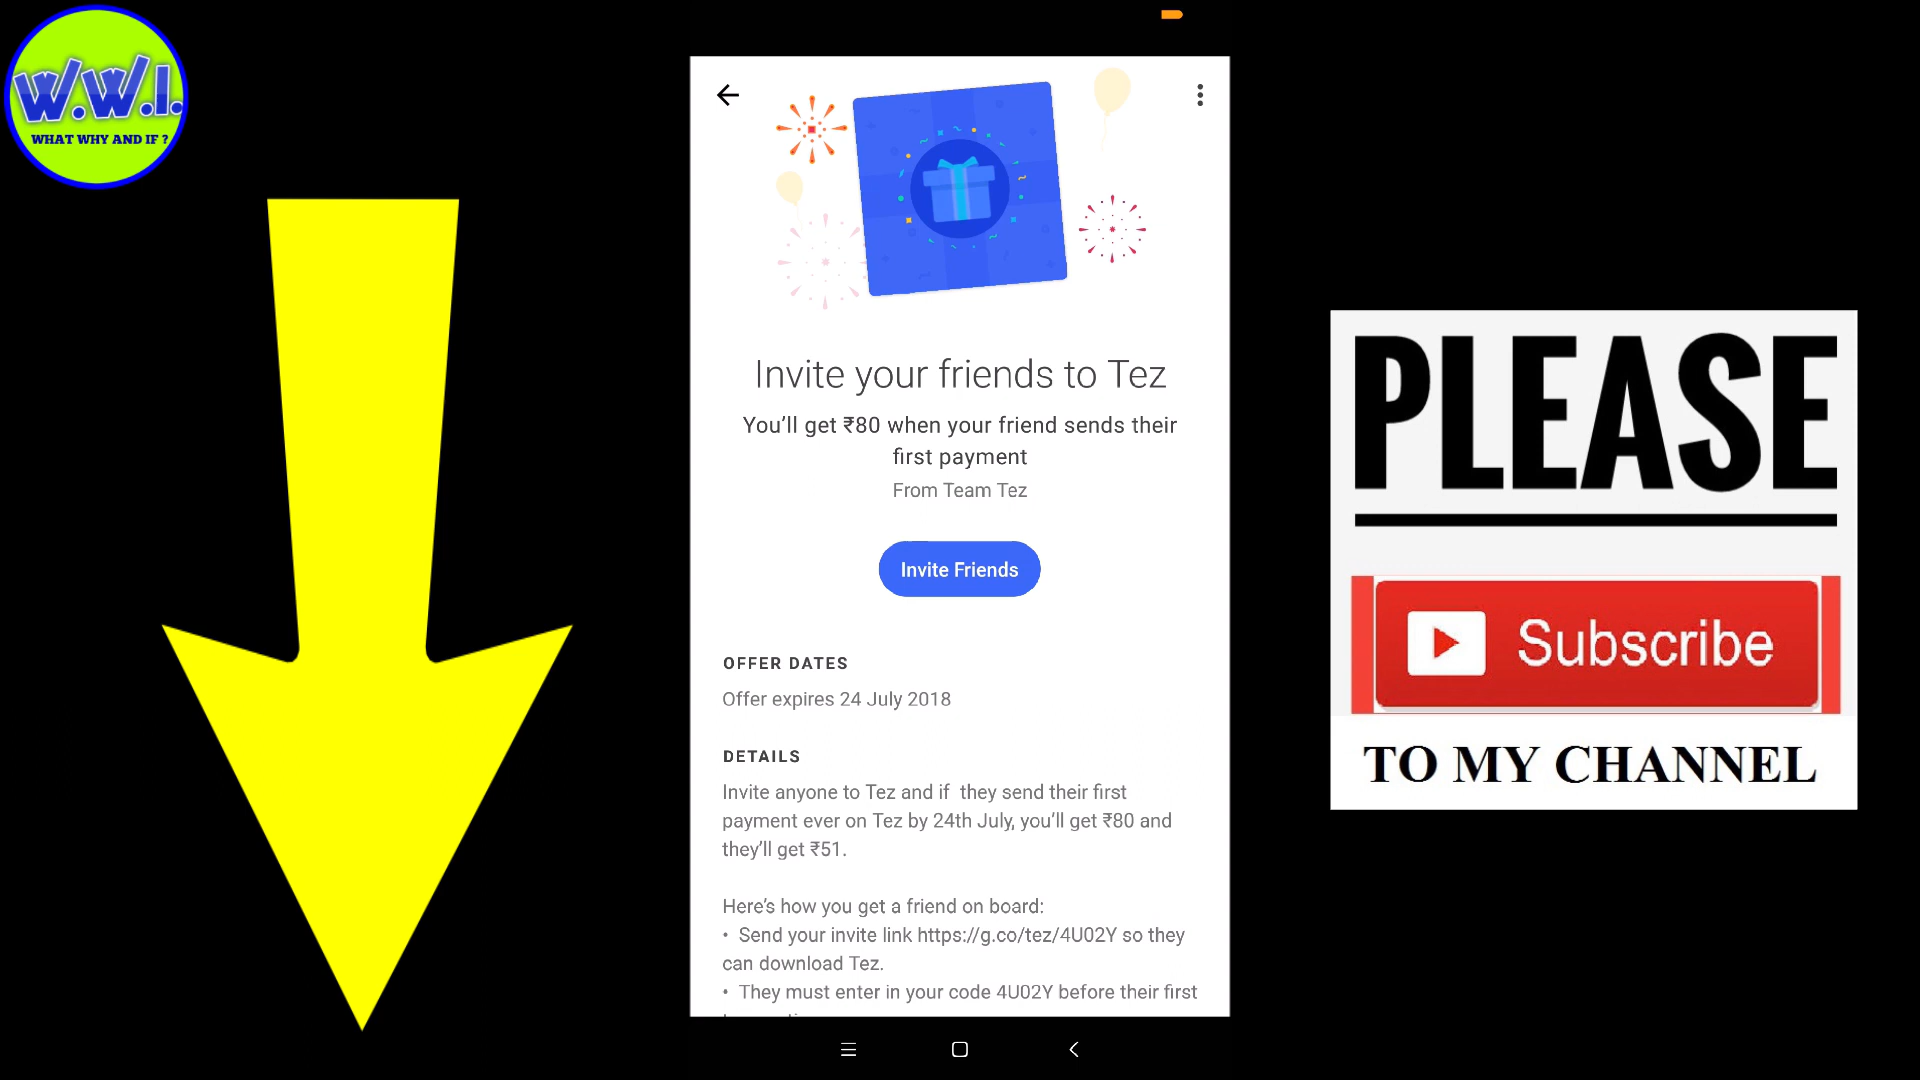 W.W.I.
WHAT WHY AND IF ?
Invite your friends to Tez
You’ll get ₹80 when your friend sends their
first payment
From Team Tez
Invite Friends
OFFER DATES
Offer expires 24 July 2018
DETAILS
Invite anyone to Tez and if they send their first
payment ever on Tez by 24th July, you’ll get ₹80 and
they’ll get ₹51.
Here’s how you get a friend on board:
• Send your invite link https://g.co/tez/4U02Y so they
can download Tez.
• They must enter in your code 4U02Y before their first
PLEASE
Subscribe
TO MY CHANNEL